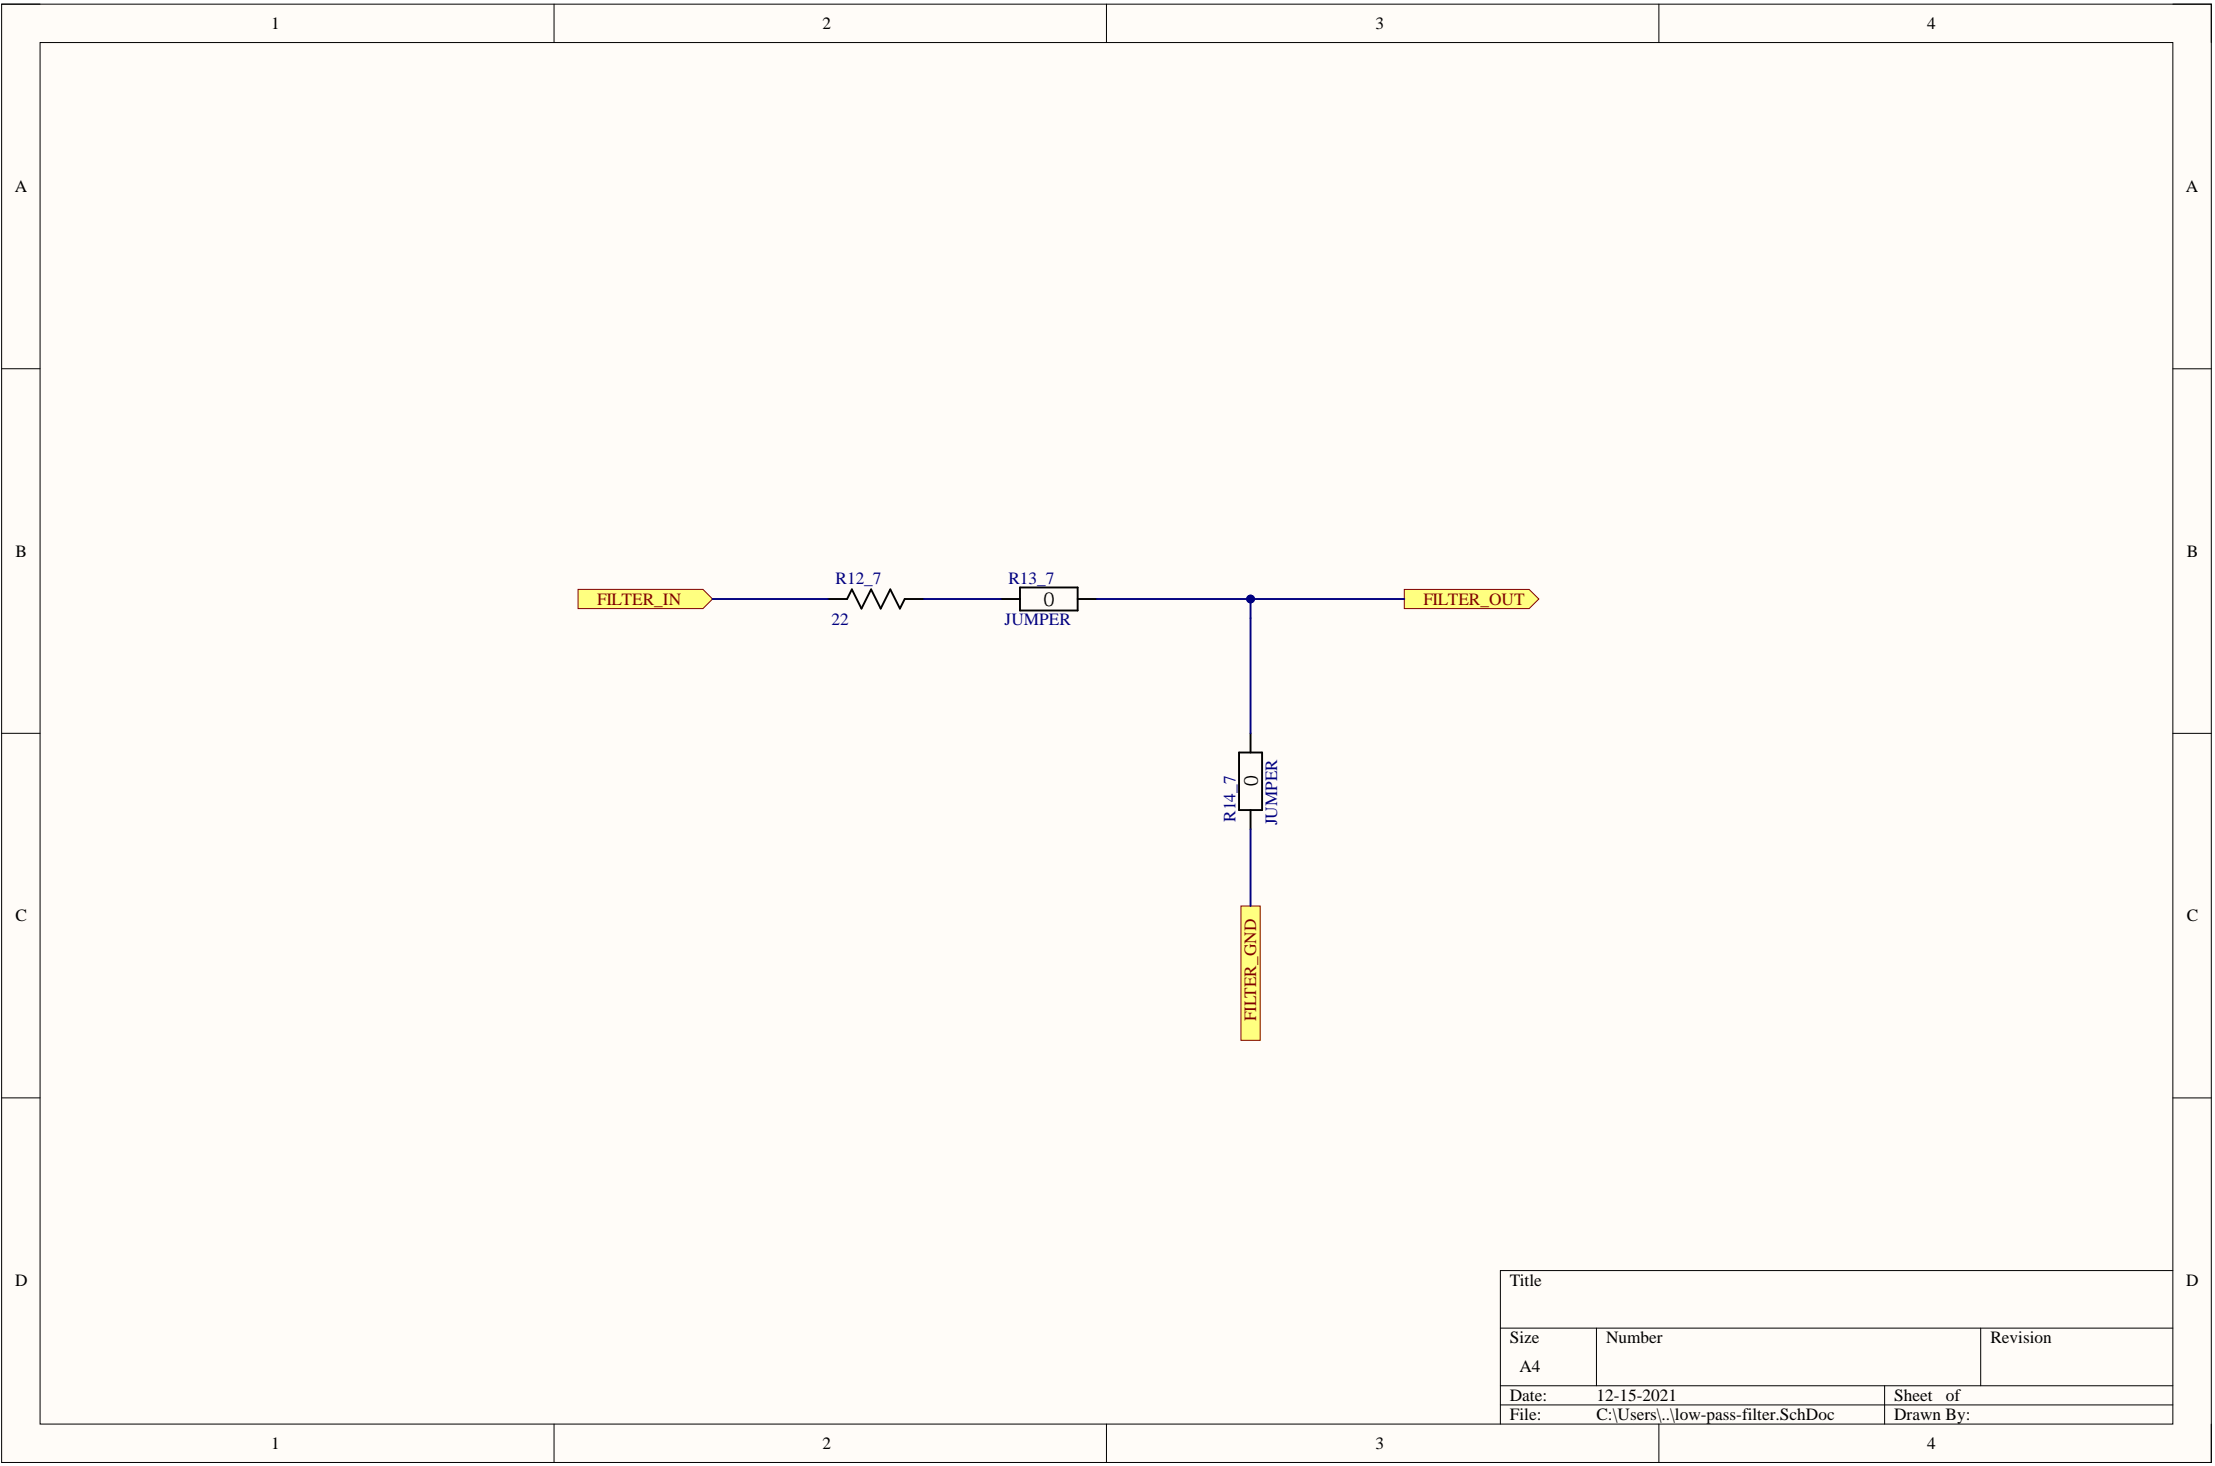 1 2 3 4
A A
B B
R12_7 R13_7
FILTER_IN 0 FILTER_OUT
22 JUMPER
R14_7 0 JUMPER
C C
FILTER_GND
D D
Title
Size Number Revision
A4
Date: 12-15-2021 Sheet of
File: C:\Users\..\low-pass-filter.SchDoc Drawn By:
1 2 3 4